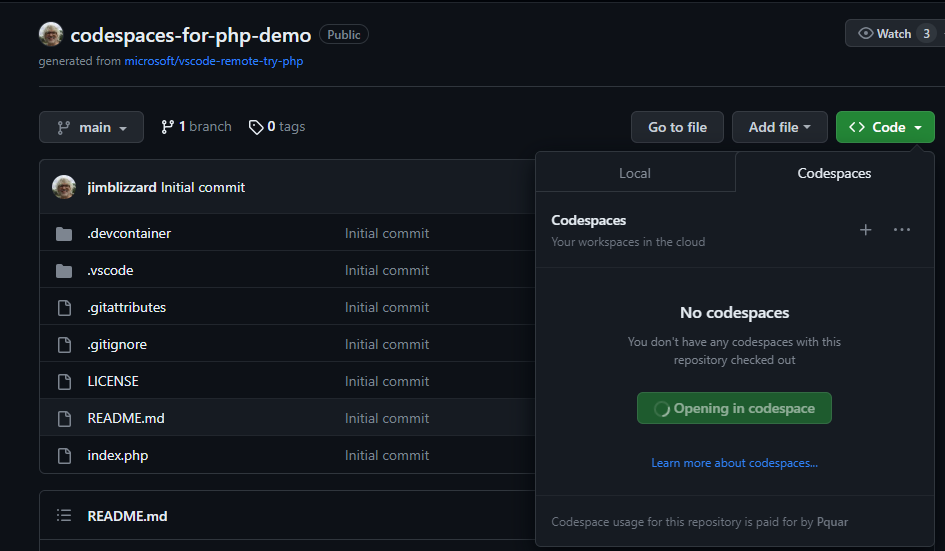 codespaces-for-php-demo Public
Watch 3
generated from microsoft/vscode-remote-try-php
main 1 branch 0 tags
Go to file Add file <> Code
jimblizzard Initial commit
.devcontainer Initial commit
.vscode Initial commit
.gitattributes Initial commit
.gitignore Initial commit
LICENSE Initial commit
README.md Initial commit
index.php Initial commit
README.md
Local Codespaces
Codespaces
Your workspaces in the cloud
No codespaces
You don't have any codespaces with this
repository checked out
Opening in codespace
Learn more about codespaces...
Codespace usage for this repository is paid for by Pquar